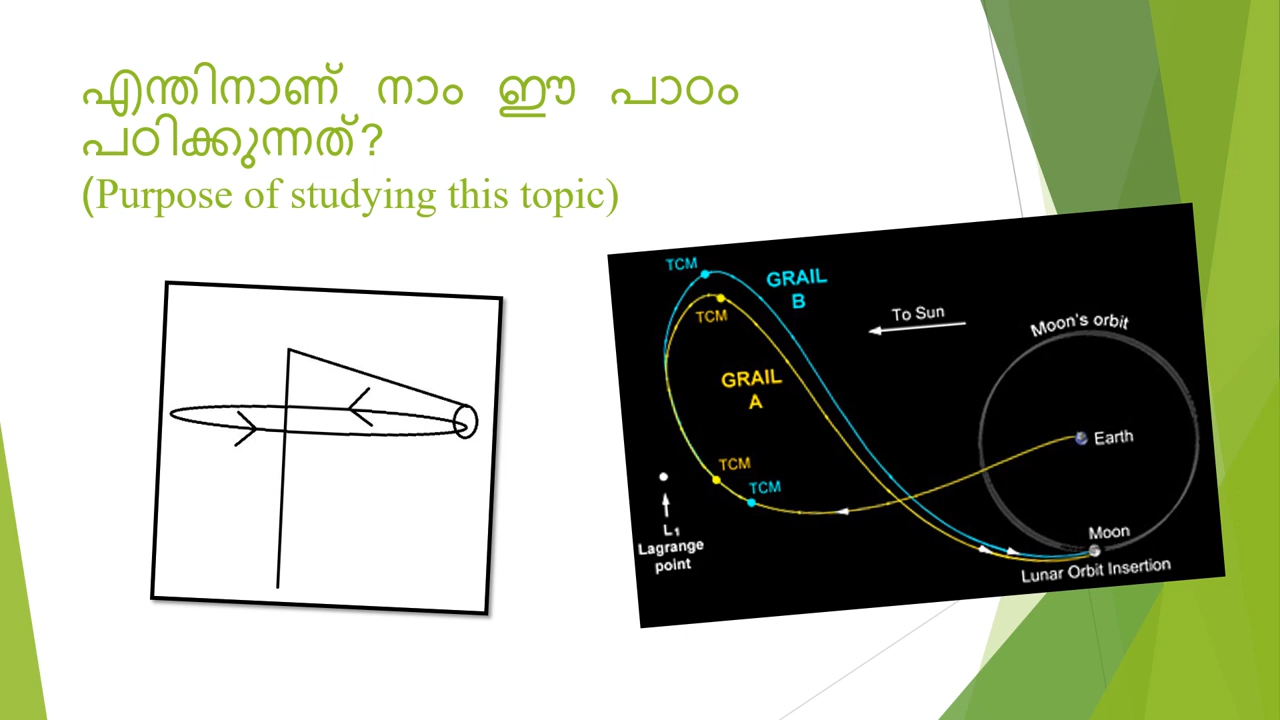 എന്തിനാണ് നാം ഈ പാഠം
പഠിക്കുന്നത്?
(Purpose of studying this topic)
TCM
GRAIL
B
TCM
To Sun
Moon's orbit
GRAIL
A
Earth
TCM
TCM
L1
Lagrange
point
Moon
Lunar Orbit Insertion